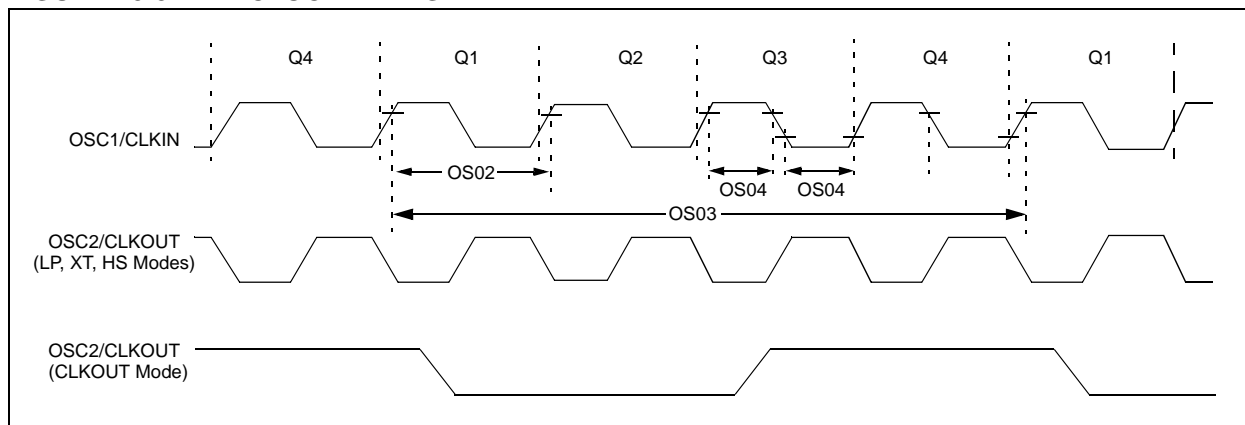 Q4 Q1 Q2 Q3 Q4 Q1
OSC1/CLKIN
OS02
OS04 OS04
OS03
OSC2/CLKOUT
(LP, XT, HS Modes)
OSC2/CLKOUT
(CLKOUT Mode)